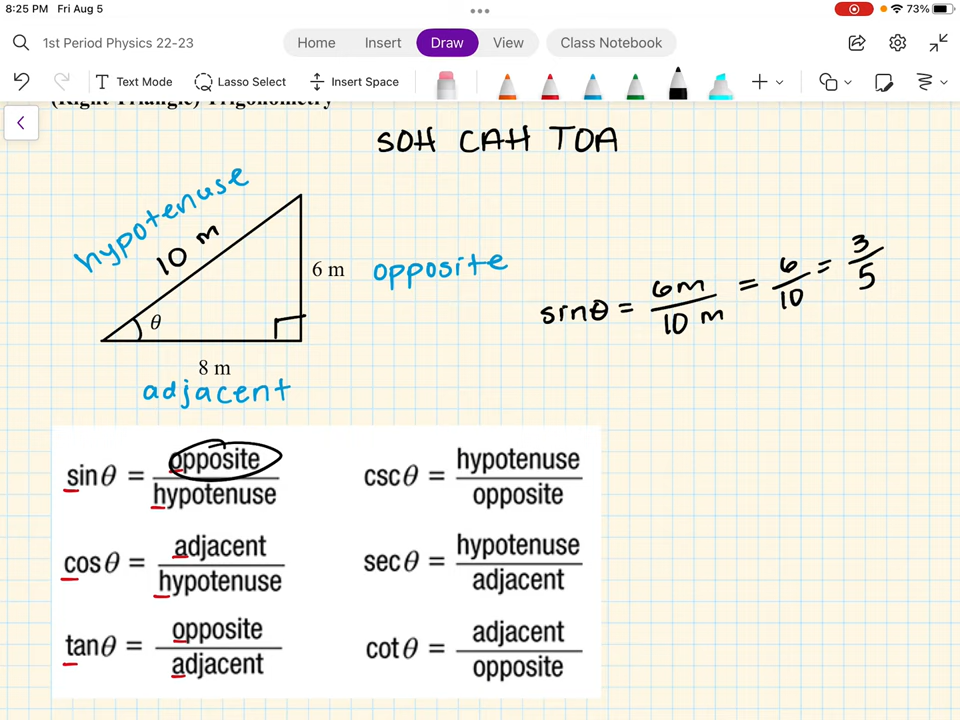 8:25 PM Fri Aug 5 73%
1st Period Physics 22-23 Home Insert Draw View Class Notebook
Text Mode Lasso Select Insert Space
(Right Triangle) Trigonometry
SOH CAH TOA
hypotenuse
10 m
6 m opposite
θ
8 m
adjacent
sinθ = 6m/10 m = 6/10 = 3/5
sinθ = opposite/hypotenuse cscθ = hypotenuse/opposite
cosθ = adjacent/hypotenuse secθ = hypotenuse/adjacent
tanθ = opposite/adjacent cotθ = adjacent/opposite